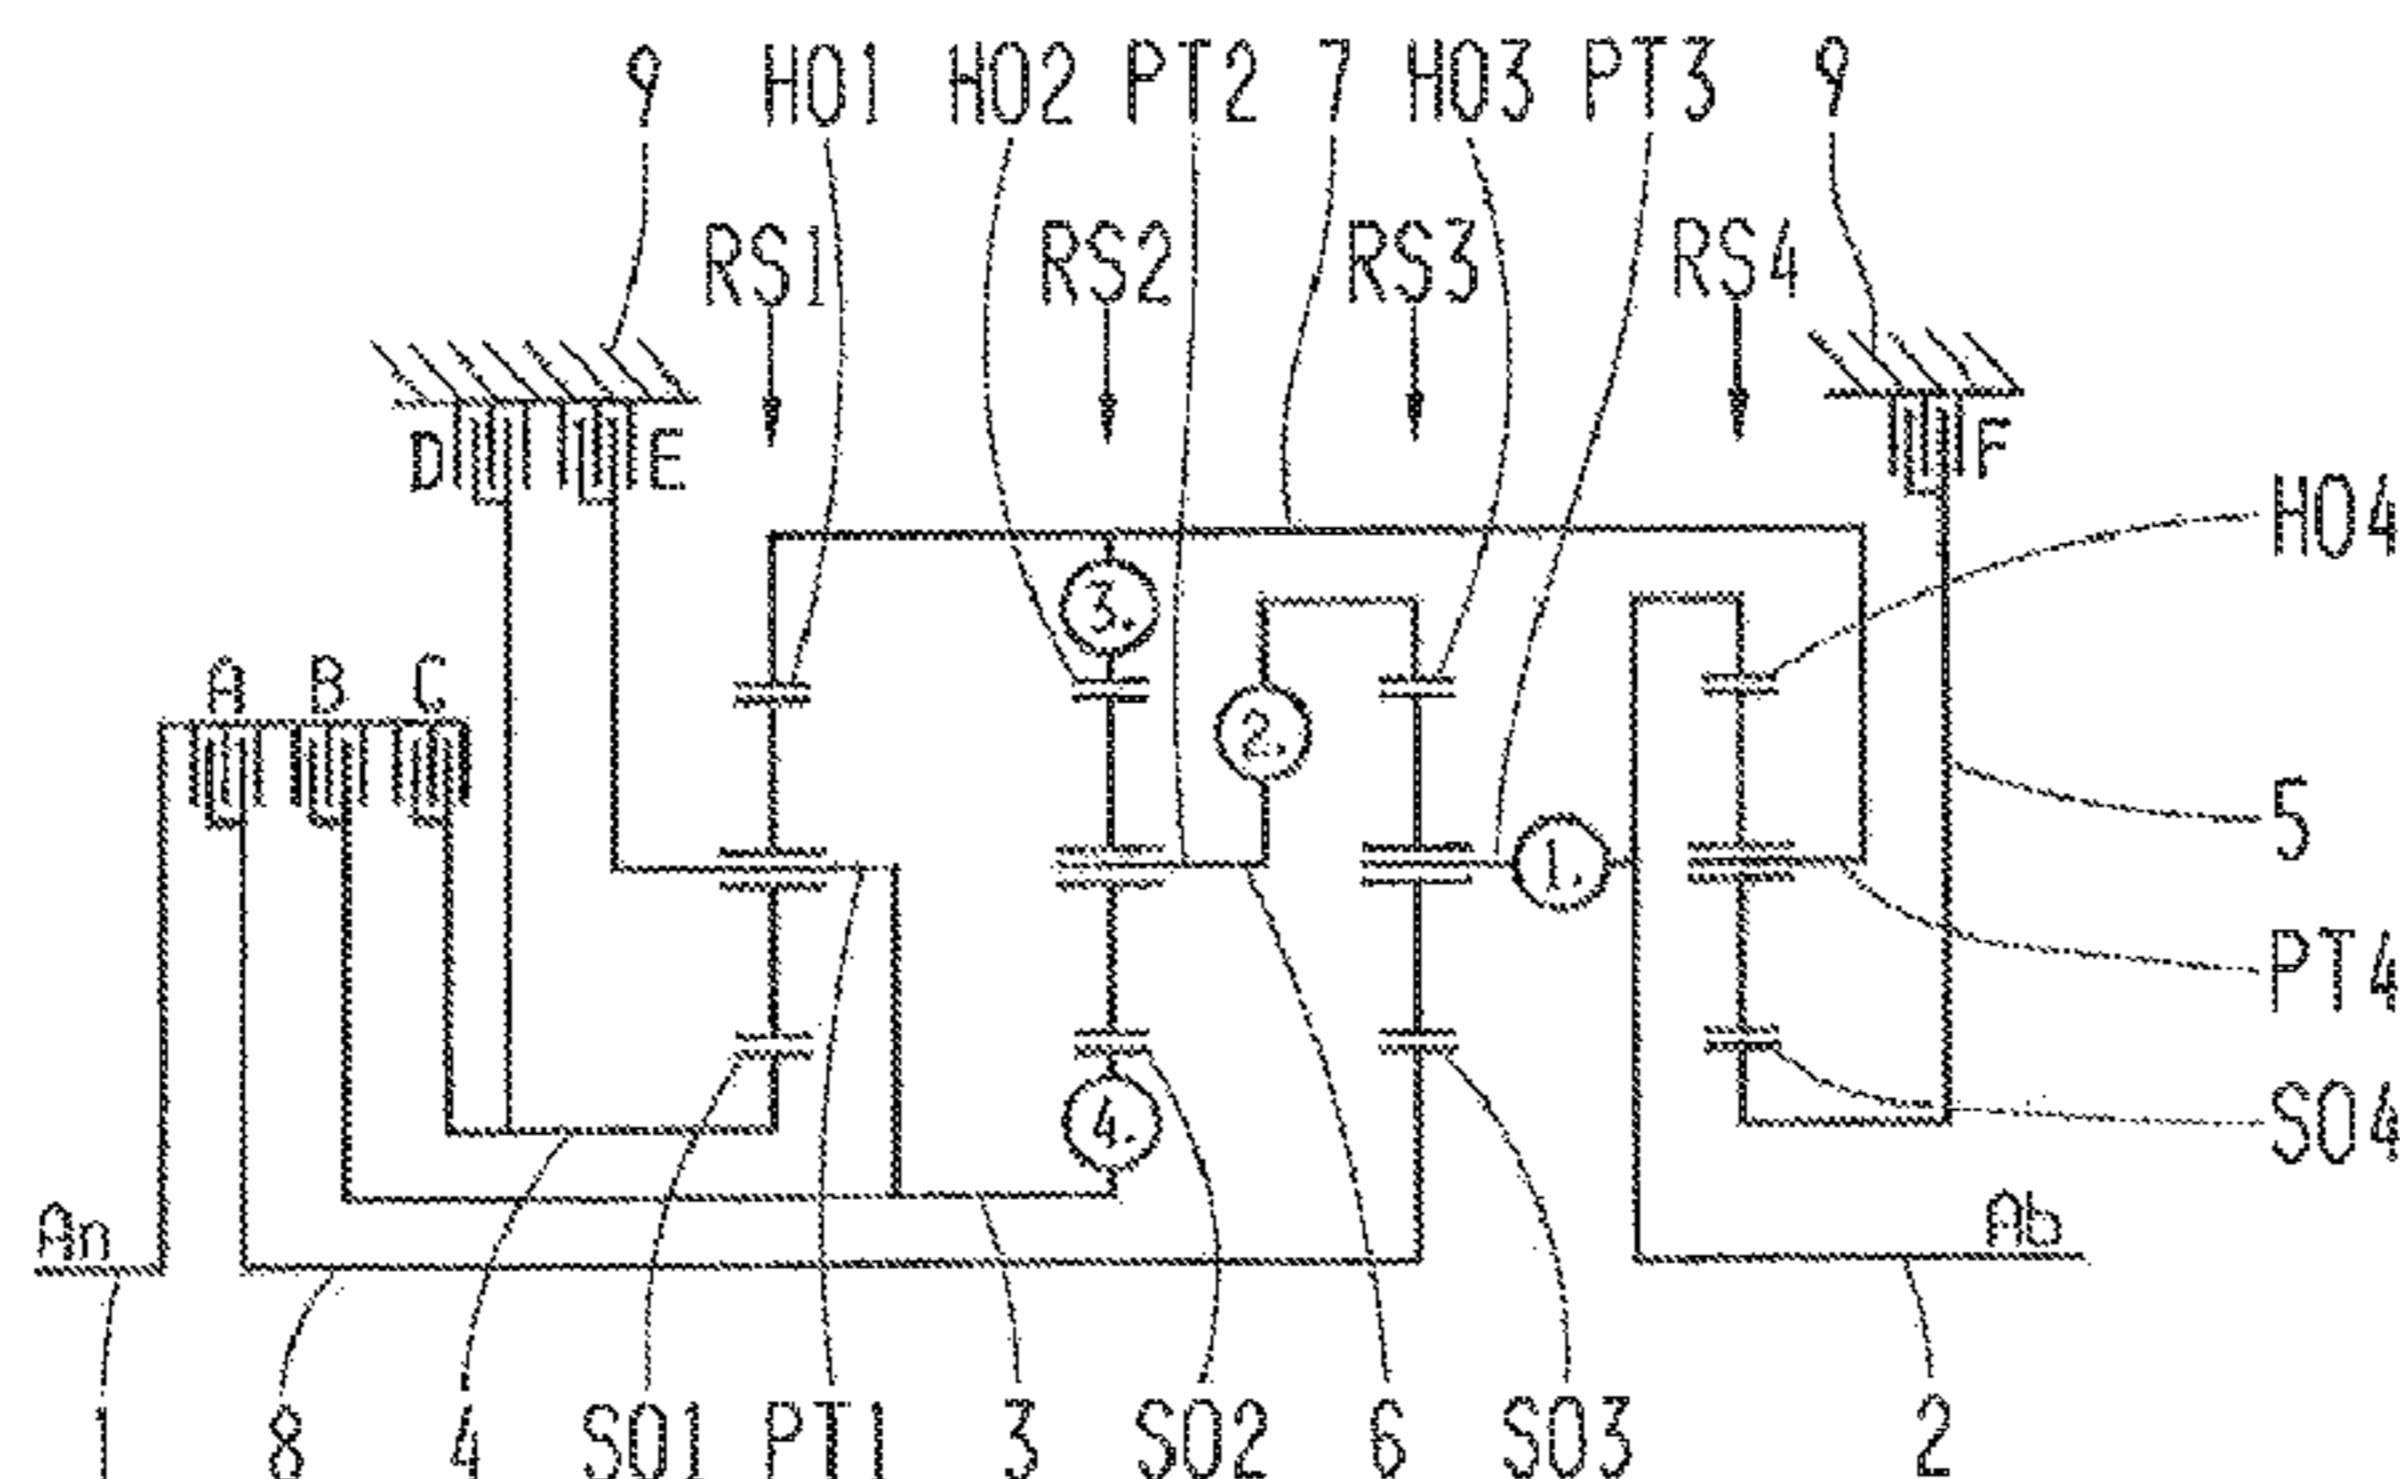 9 HO1 HO2 PT2 7 HO3 PT3 9
RS1 RS2 RS3 RS4
D E F
HO4
3.
A B C
2.
5
1.
PT4
4.
SO4
An Ab
1 8 4 SO1 PT1 3 SO2 6 SO3 2